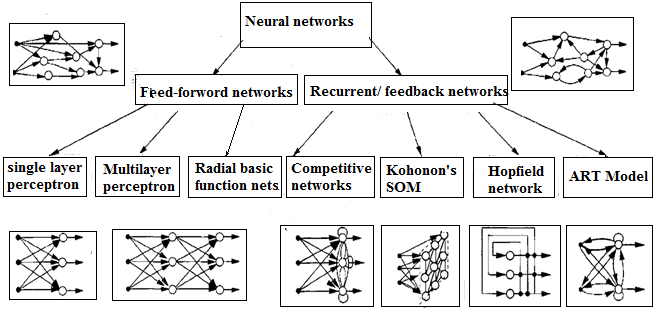 Neural networks
Feed-forword networks
Recurrent/ feedback networks
single layer
perceptron
Multilayer
perceptron
Radial basic
function nets
Competitive
networks
Kohonon's
SOM
Hopfield
network
ART Model